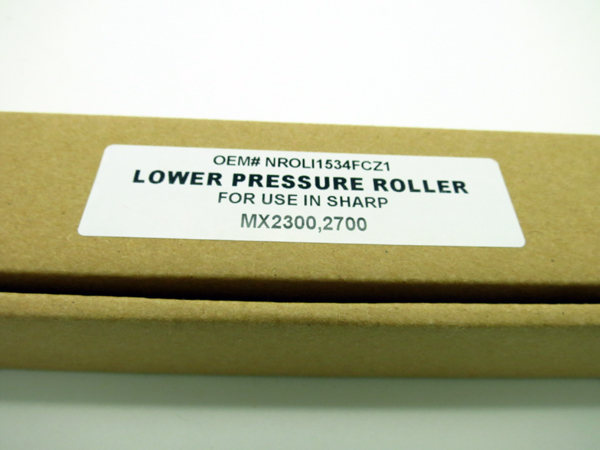 OEM# NROLI1534FCZ1
LOWER PRESSURE ROLLER
FOR USE IN SHARP
MX2300,2700